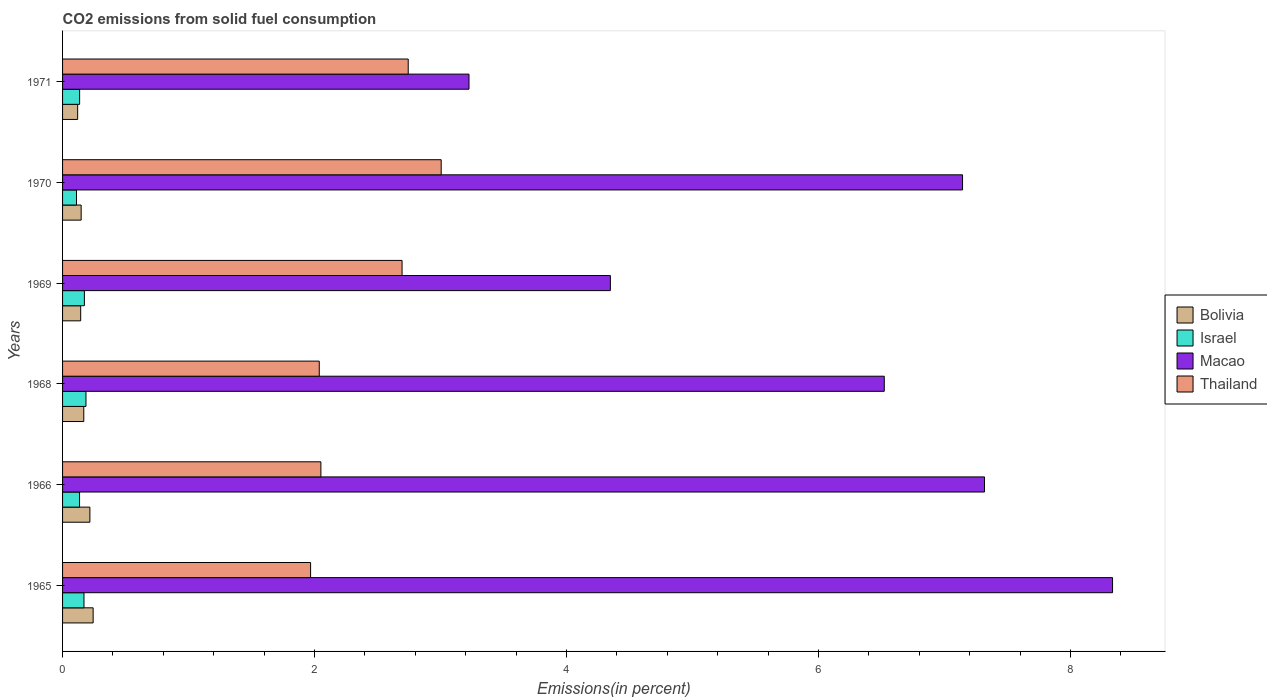 CO2 emissions from solid fuel consumption
1971
1970
1969
1968
1966
1965
Years
0
2
4
6
8
Emissions(in percent)
Bolivia
Israel
Macao
Thailand